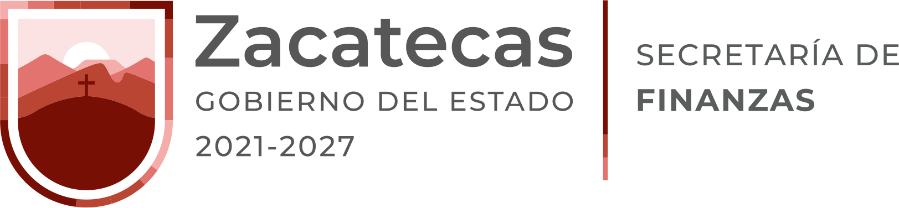 Zacatecas
GOBIERNO DEL ESTADO
2021-2027
SECRETARÍA DE
FINANZAS